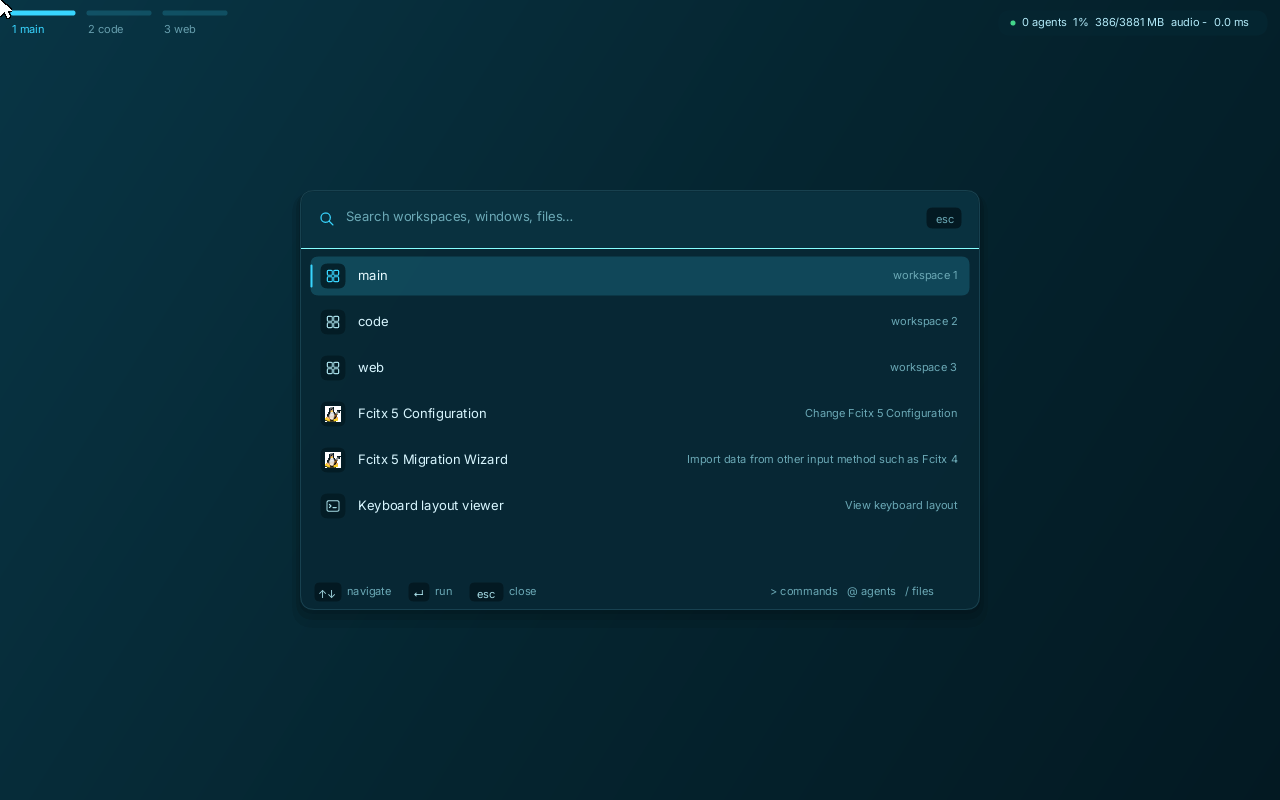 1 main 2 code 3 web
0 agents 1% 386/3881 MB audio - 0.0 ms
Search workspaces, windows, files... esc
main workspace 1
code workspace 2
web workspace 3
Fcitx 5 Configuration Change Fcitx 5 Configuration
Fcitx 5 Migration Wizard Import data from other input method such as Fcitx 4
Keyboard layout viewer View keyboard layout
↑↓ navigate ↵ run esc close > commands @ agents / files